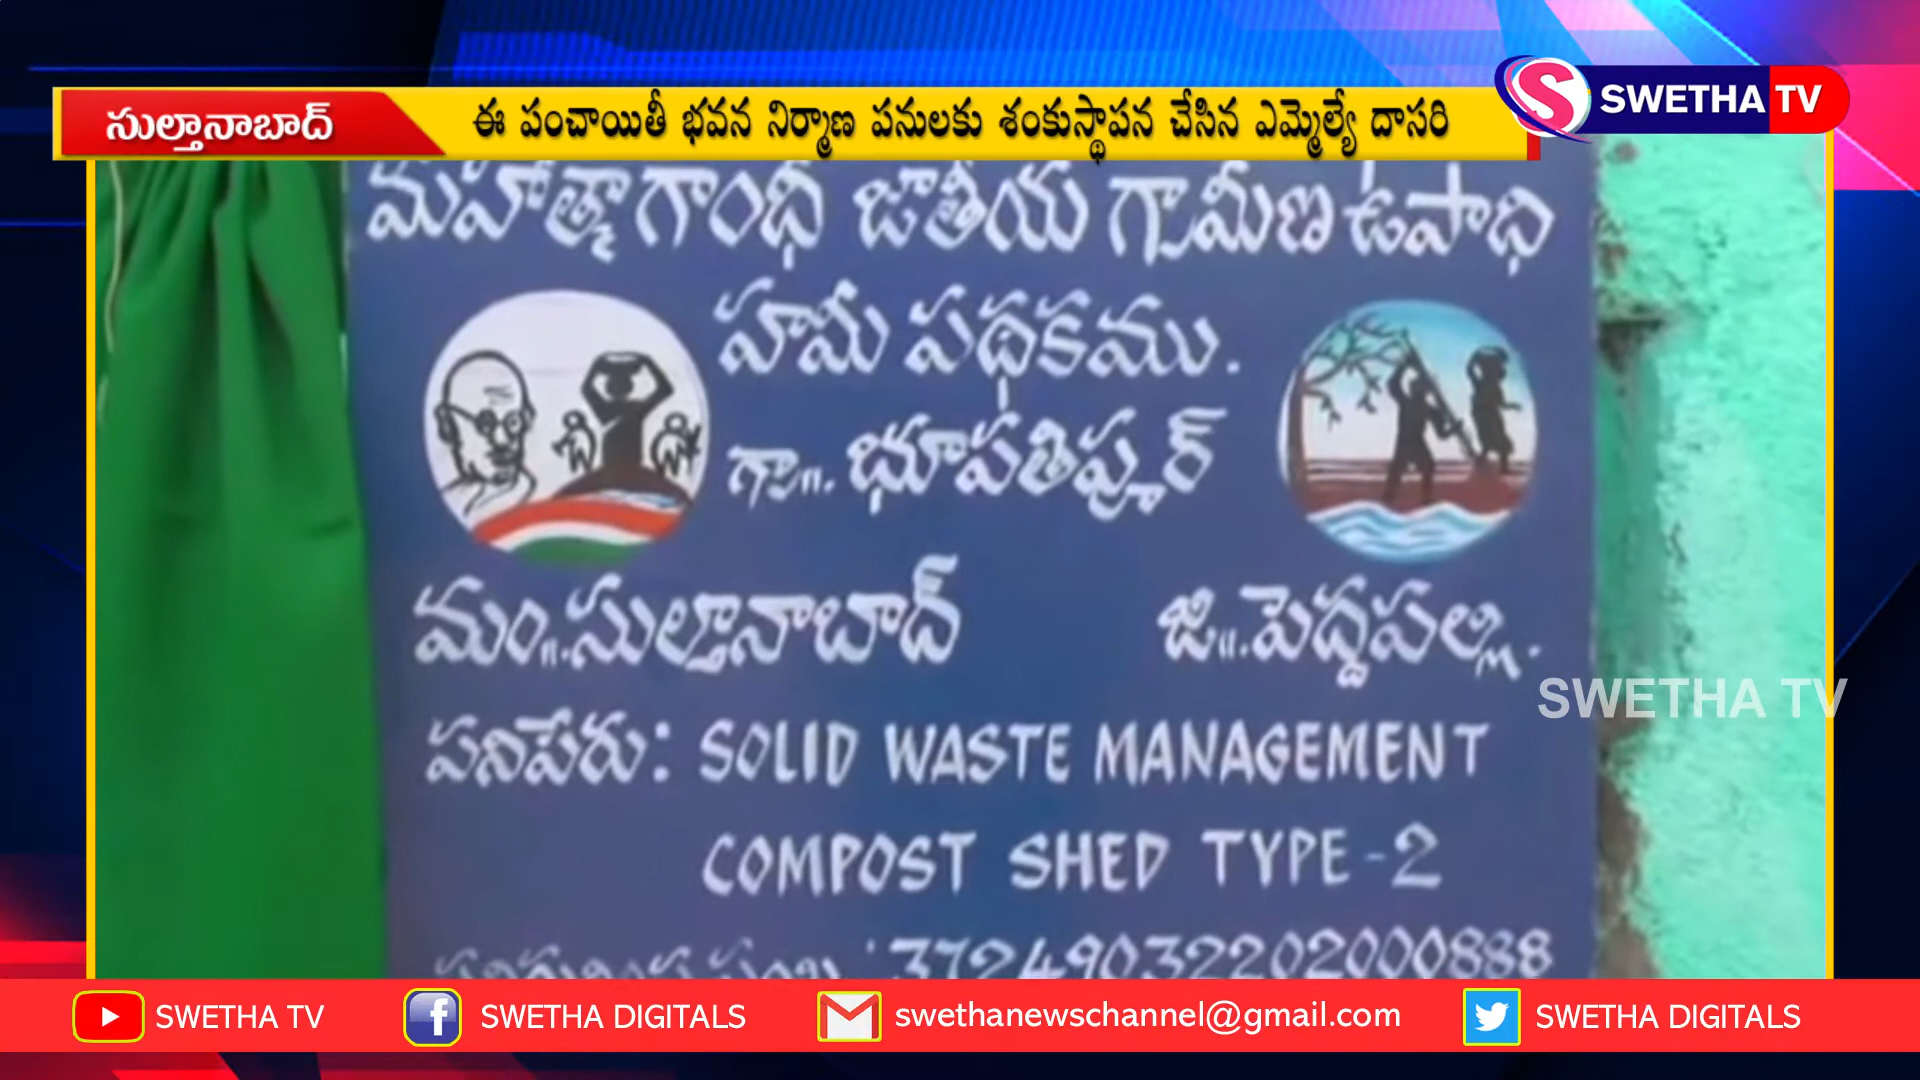 సుల్తానాబాద్
ఈ పంచాయితీ భవన నిర్మాణ పనులకు శంకుస్థాపన చేసిన ఎమ్మెల్యే దాసరి
S SWETHA TV
మహాత్మా గాంధీ జాతీయ గ్రామీణ ఉపాధి
హామీ పథకము.
గ్రా॥. భూపతిపూర్
మం॥.సుల్తానాబాద్ జి॥.పెద్దపల్లి.
SWETHA TV
పనిపేరు: SOLID WASTE MANAGEMENT
COMPOST SHED TYPE-2
: 37249032202000888
SWETHA TV
f SWETHA DIGITALS
swethanewschannel@gmail.com
SWETHA DIGITALS